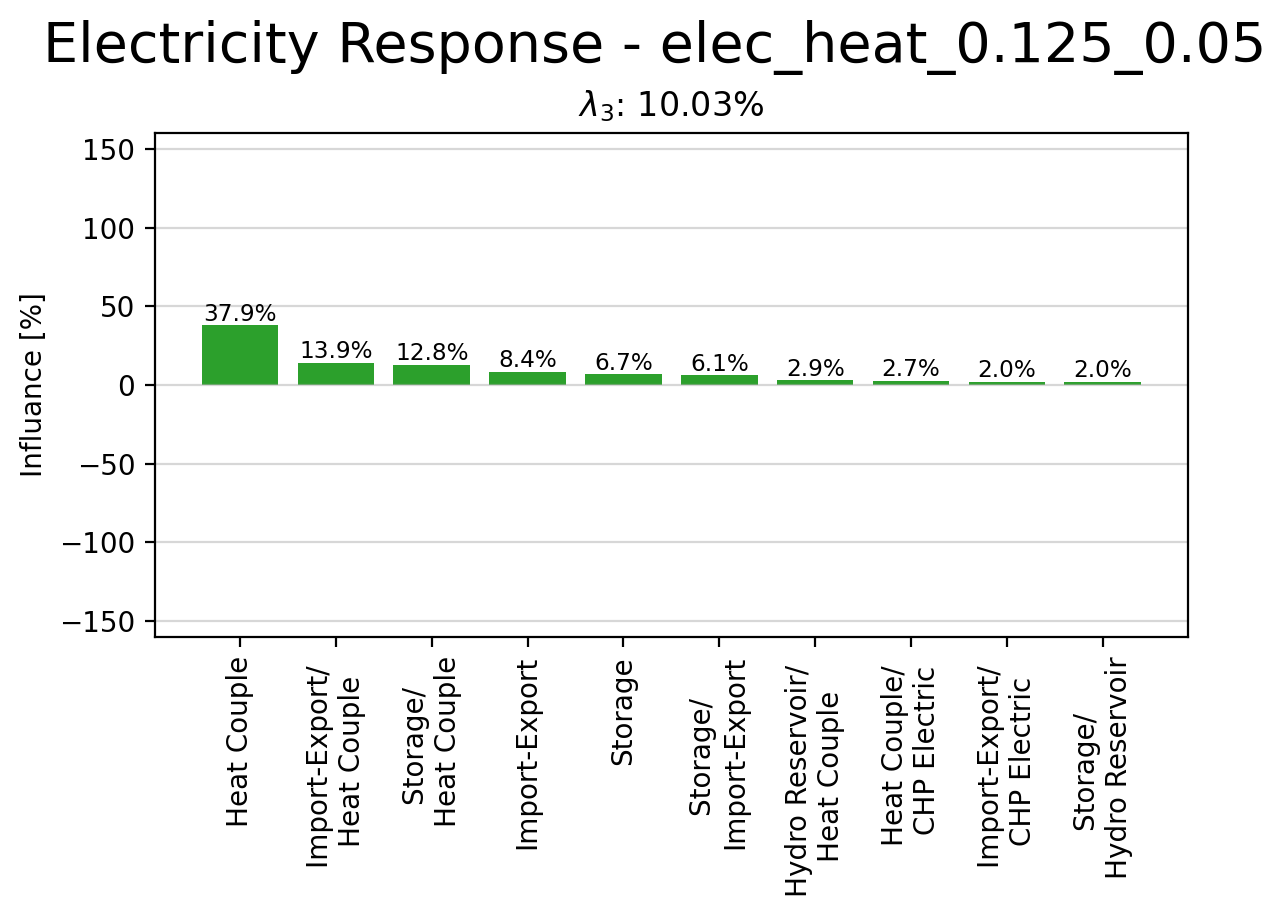 Electricity Response - elec_heat_0.125_0.05
λ3: 10.03%
Influance [%]
150
100
50
0
−50
−100
−150
37.9%
13.9%
12.8%
8.4%
6.7%
6.1%
2.9%
2.7%
2.0%
2.0%
Heat Couple
Import-Export/
Heat Couple
Storage/
Heat Couple
Import-Export
Storage
Storage/
Import-Export
Hydro Reservoir/
Heat Couple
Heat Couple/
CHP Electric
Import-Export/
CHP Electric
Storage/
Hydro Reservoir